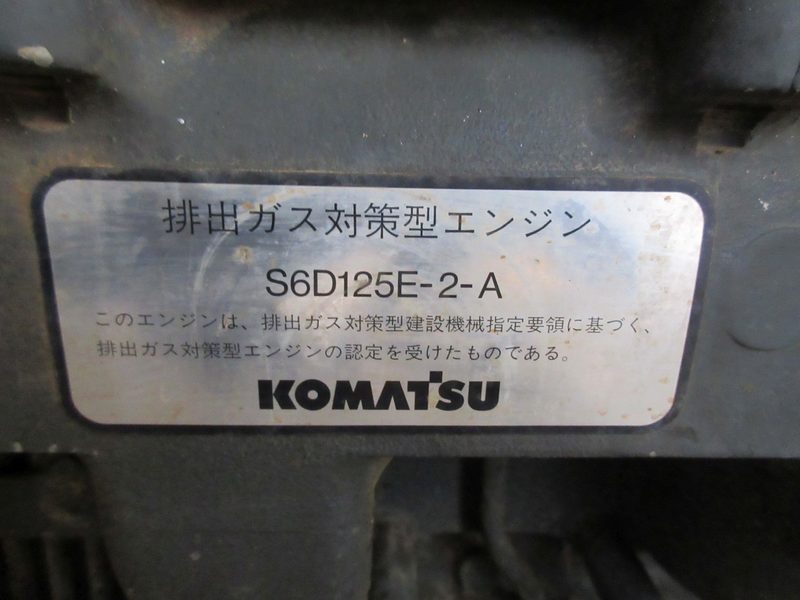 排出ガス対策型エンジン
S6D125E-2-A
このエンジンは、排出ガス対策型建設機械指定要領に基づく、
排出ガス対策型エンジンの認定を受けたものである。
KOMATSU